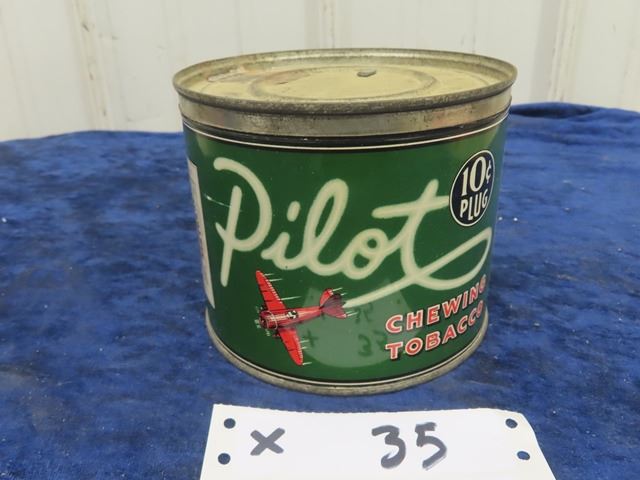 Pilot
10¢
PLUG
CHEWING
TOBACCO
x 35